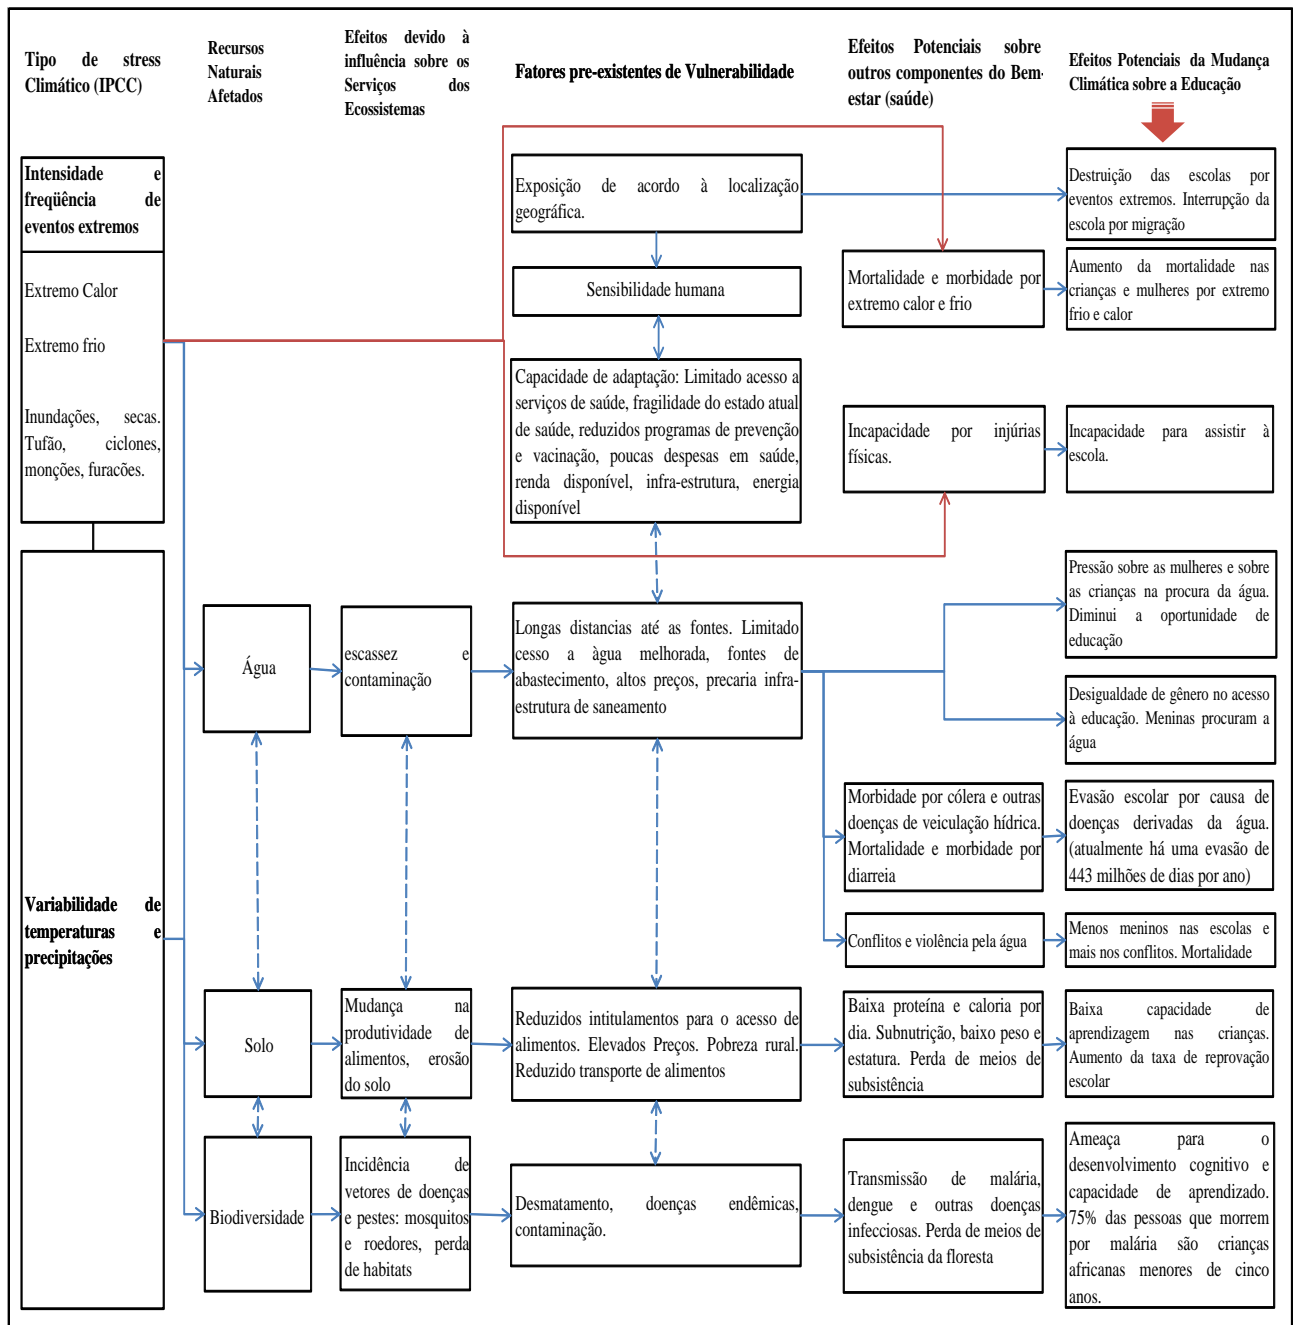 Tipo de stress
Climático (IPCC)
Recursos
Naturais
Afetados
Efeitos devido à
influência sobre os
Serviços dos
Ecossistemas
Fatores pre-existentes de Vulnerabilidade
Efeitos Potenciais sobre
outros componentes do Bem-
estar (saúde)
Efeitos Potenciais da Mudança
Climática sobre a Educação
Intensidade e
freqüência de
eventos extremos
Extremo Calor
Extremo frio
Inundações, secas.
Tufão, ciclones,
monções, furacões.
Exposição de acordo à localização
geográfica.
Destruição das escolas por
eventos extremos. Interrupção da
escola por migração
Sensibilidade humana
Mortalidade e morbidade por
extremo calor e frio
Aumento da mortalidade nas
crianças e mulheres por extremo
frio e calor
Capacidade de adaptação: Limitado acesso a
serviços de saúde, fragilidade do estado atual
de saúde, reduzidos programas de prevenção
e vacinação, poucas despesas em saúde,
renda disponível, infra-estrutura, energia
disponível
Incapacidade por injúrias
físicas.
Incapacidade para assistir à
escola.
Variabilidade de
temperaturas e
precipitações
Água
escassez e
contaminação
Longas distancias até as fontes. Limitado
cesso a àgua melhorada, fontes de
abastecimento, altos preços, precaria infra-
estrutura de saneamento
Pressão sobre as mulheres e sobre
as crianças na procura da água.
Diminui a oportunidade de
educação
Desigualdade de gênero no acesso
à educação. Meninas procuram a
água
Morbidade por cólera e outras
doenças de veiculação hídrica.
Mortalidade e morbidade por
diarreia
Evasão escolar por causa de
doenças derivadas da água.
(atualmente há uma evasão de
443 milhões de dias por ano)
Conflitos e violência pela água
Menos meninos nas escolas e
mais nos conflitos. Mortalidade
Solo
Mudança na
produtividade de
alimentos, erosão
do solo
Reduzidos intitulamentos para o acesso de
alimentos. Elevados Preços. Pobreza rural.
Reduzido transporte de alimentos
Baixa proteína e caloria por
dia. Subnutrição, baixo peso e
estatura. Perda de meios de
subsistência
Baixa capacidade de
aprendizagem nas crianças.
Aumento da taxa de reprovação
escolar
Biodiversidade
Incidência de
vetores de doenças
e pestes: mosquitos
e roedores, perda
de habitats
Desmatamento, doenças endêmicas,
contaminação.
Transmissão de malária,
dengue e outras doenças
infecciosas. Perda de meios de
subsistência da floresta
Ameaça para o
desenvolvimento cognitivo e
capacidade de aprendizado.
75% das pessoas que morrem
por malária são crianças
africanas menores de cinco
anos.